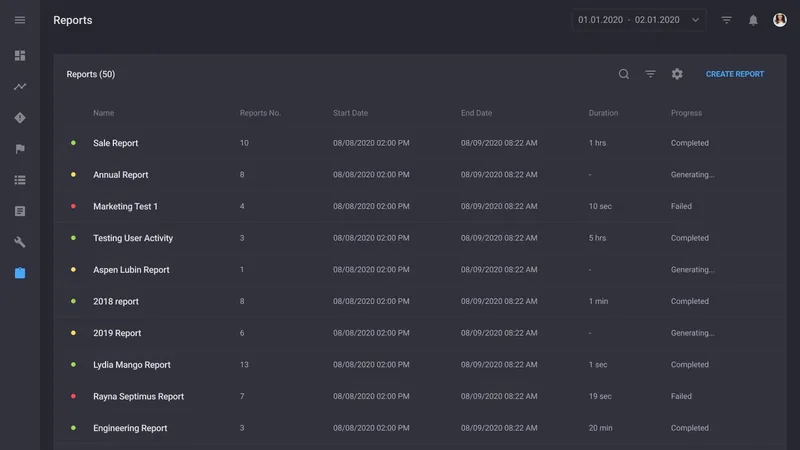 Reports
01.01.2020 - 02.01.2020
Reports (50)
CREATE REPORT
Name Reports No. Start Date End Date Duration Progress
Sale Report 10 08/08/2020 02:00 PM 08/09/2020 08:22 AM 1 hrs Completed
Annual Report 8 08/08/2020 02:00 PM 08/09/2020 08:22 AM - Generating...
Marketing Test 1 4 08/08/2020 02:00 PM 08/09/2020 08:22 AM 10 sec Failed
Testing User Activity 3 08/08/2020 02:00 PM 08/09/2020 08:22 AM 5 hrs Completed
Aspen Lubin Report 1 08/08/2020 02:00 PM 08/09/2020 08:22 AM - Generating...
2018 report 8 08/08/2020 02:00 PM 08/09/2020 08:22 AM 1 min Completed
2019 Report 6 08/08/2020 02:00 PM 08/09/2020 08:22 AM - Generating...
Lydia Mango Report 13 08/08/2020 02:00 PM 08/09/2020 08:22 AM 1 sec Completed
Rayna Septimus Report 7 08/08/2020 02:00 PM 08/09/2020 08:22 AM 19 sec Failed
Engineering Report 3 08/08/2020 02:00 PM 08/09/2020 08:22 AM 20 min Completed